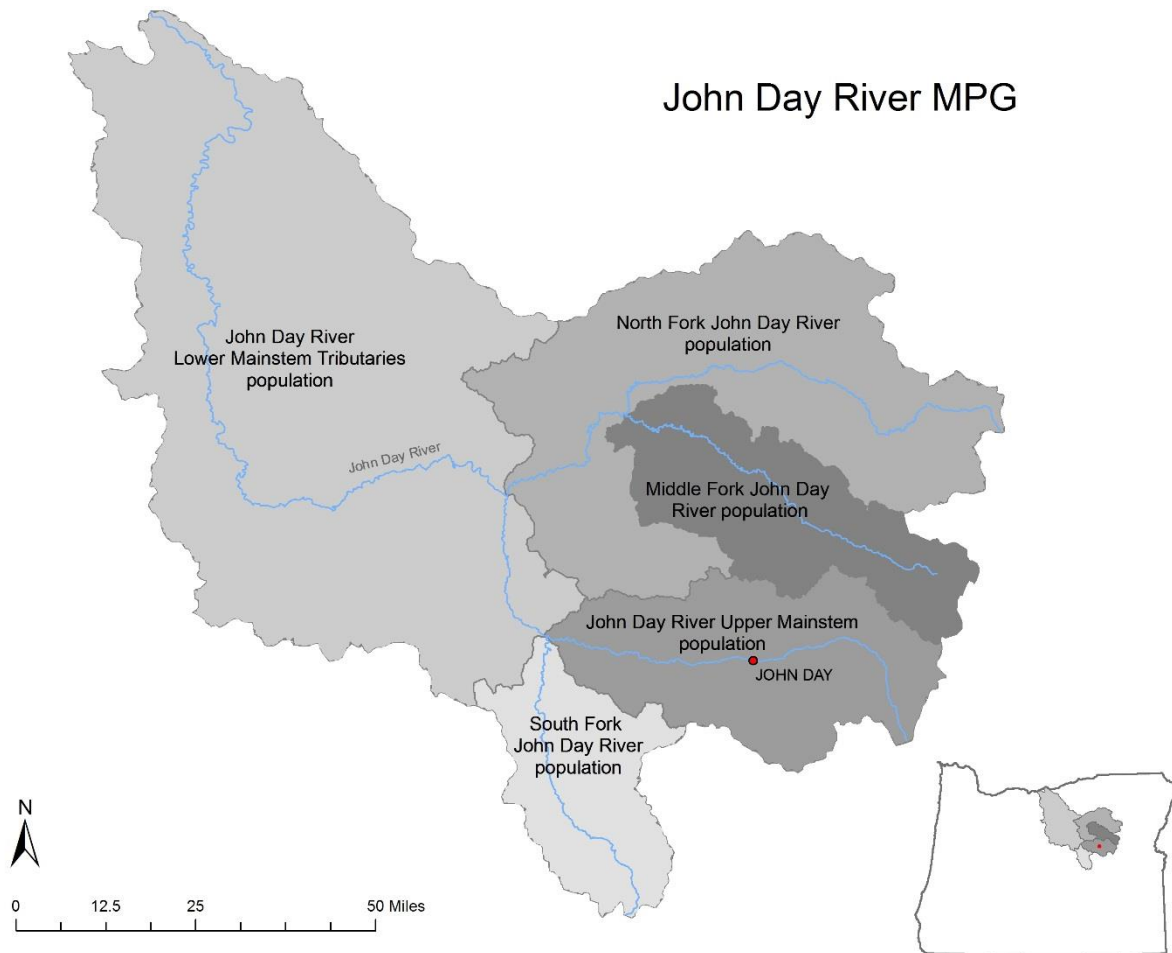 John Day River MPG
North Fork John Day River
population
John Day River
Lower Mainstem Tributaries
population
John Day River
Middle Fork John Day
River population
John Day River Upper Mainstem
population
JOHN DAY
South Fork
John Day River
population
N
0 12.5 25 50 Miles